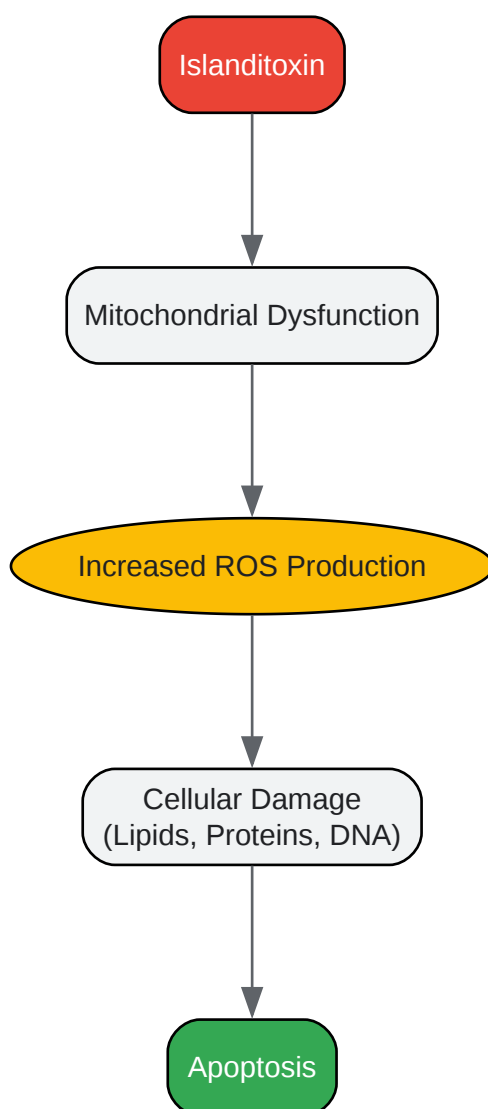 Islanditoxin
Mitochondrial Dysfunction
Increased ROS Production
Cellular Damage
(Lipids, Proteins, DNA)
Apoptosis